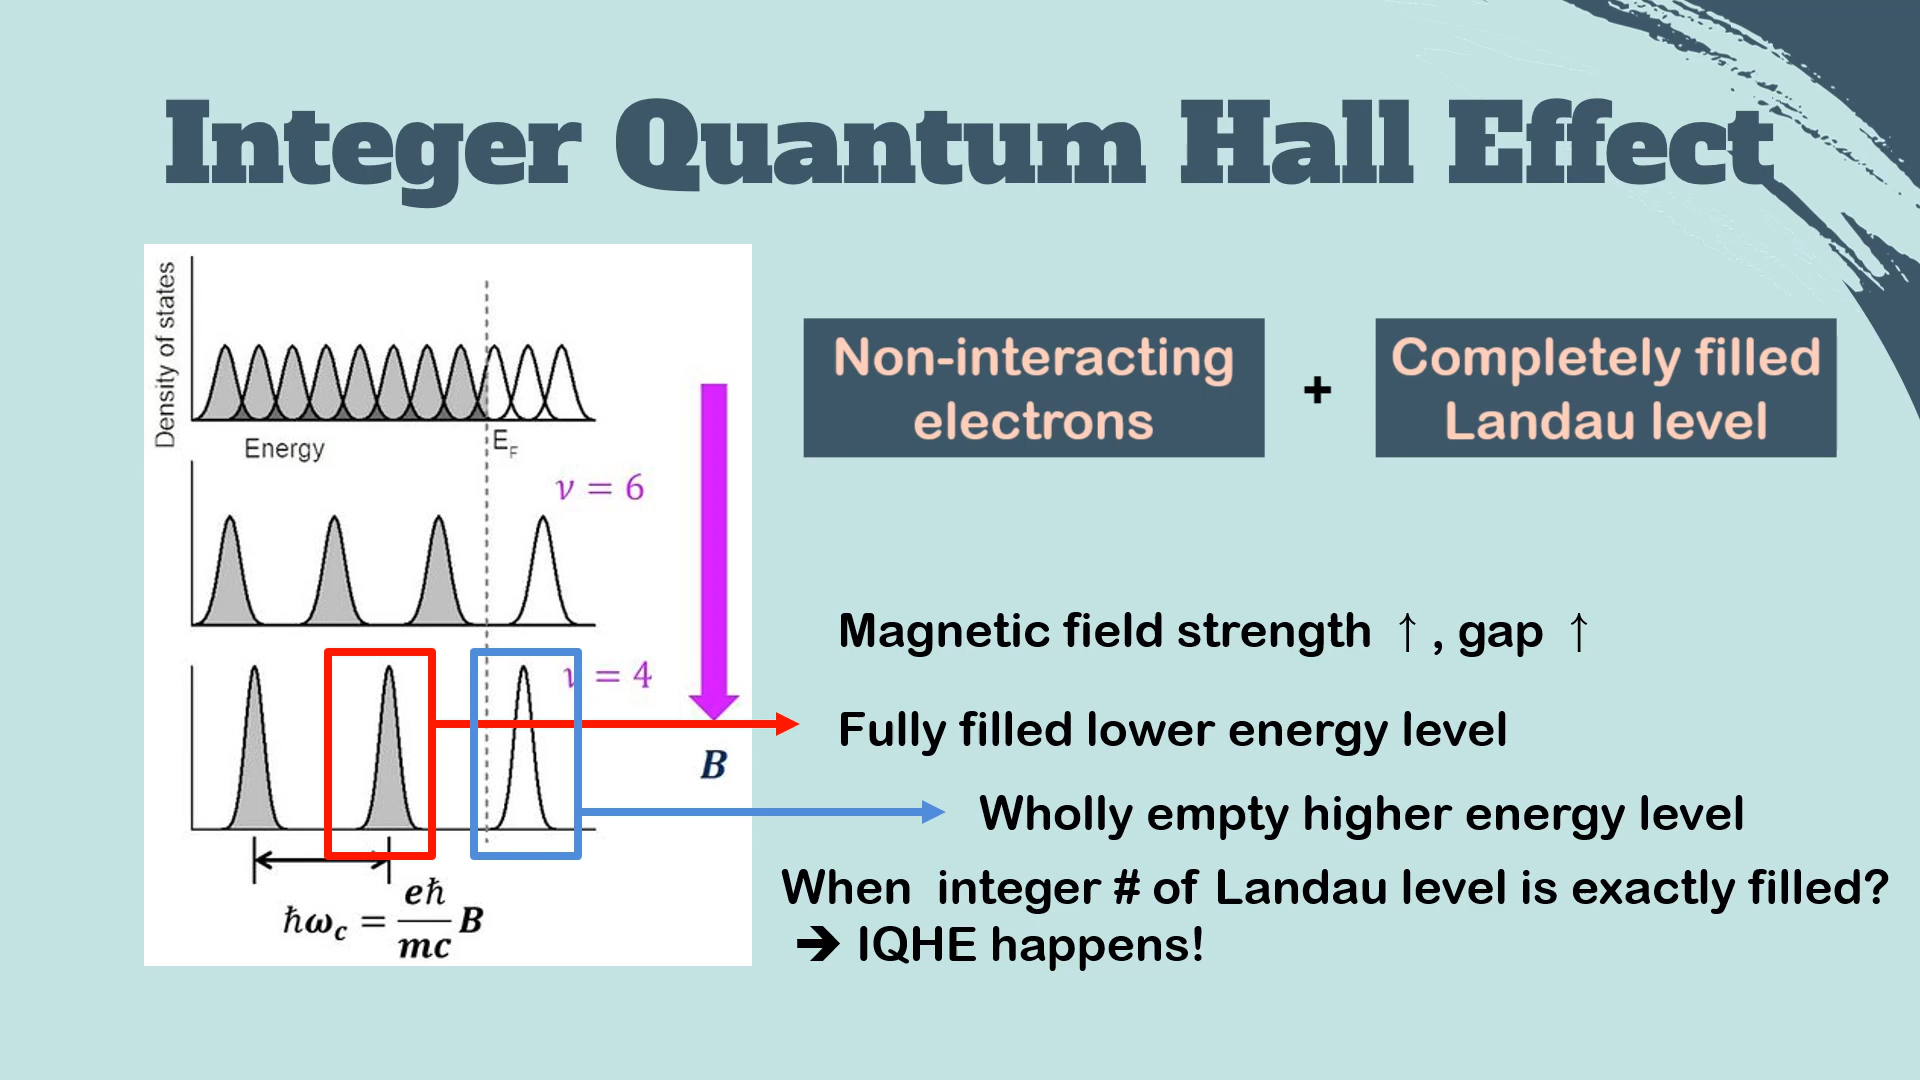 Integer Quantum Hall Effect
Density of states
Energy
E_F
ν = 6
ν = 4
B
ħω_c = eħ/mc B
Non-interacting
electrons
+
Completely filled
Landau level
Magnetic field strength ↑ , gap ↑
Fully filled lower energy level
Wholly empty higher energy level
When integer # of Landau level is exactly filled?
➔ IQHE happens!